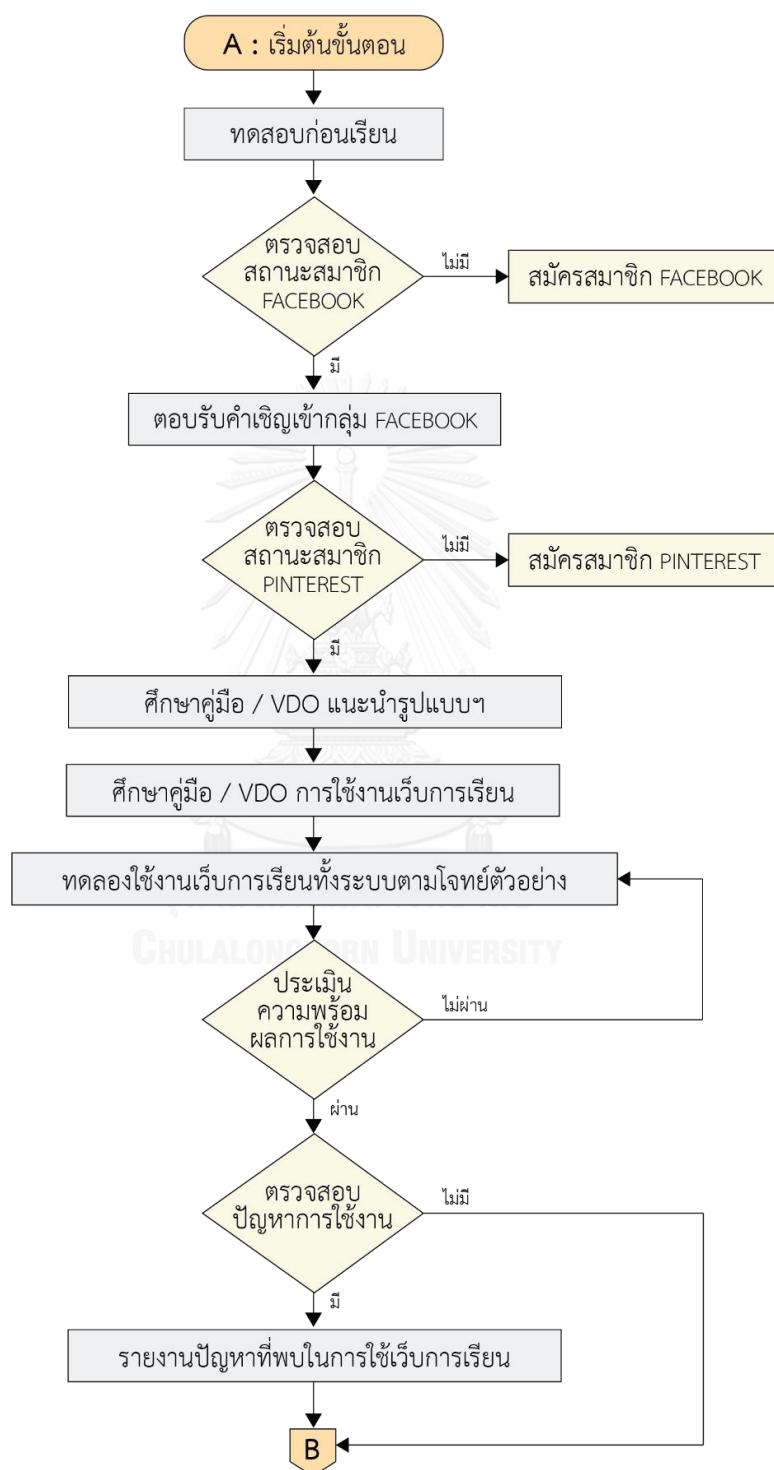 A : เริ่มต้นขั้นตอน
ทดสอบก่อนเรียน
ตรวจสอบ
สถานะสมาชิก
FACEBOOK
ไม่มี
สมัครสมาชิก FACEBOOK
มี
ตอบรับคำเชิญเข้ากลุ่ม FACEBOOK
ตรวจสอบ
สถานะสมาชิก
PINTEREST
ไม่มี
สมัครสมาชิก PINTEREST
มี
ศึกษาคู่มือ / VDO แนะนำรูปแบบฯ
ศึกษาคู่มือ / VDO การใช้งานเว็บการเรียน
ทดลองใช้งานเว็บการเรียนทั้งระบบตามโจทย์ตัวอย่าง
CHULALONGKORN UNIVERSITY
ประเมิน
ความพร้อม
ผลการใช้งาน
ไม่ผ่าน
ผ่าน
ตรวจสอบ
ปัญหาการใช้งาน
ไม่มี
มี
รายงานปัญหาที่พบในการใช้เว็บการเรียน
B